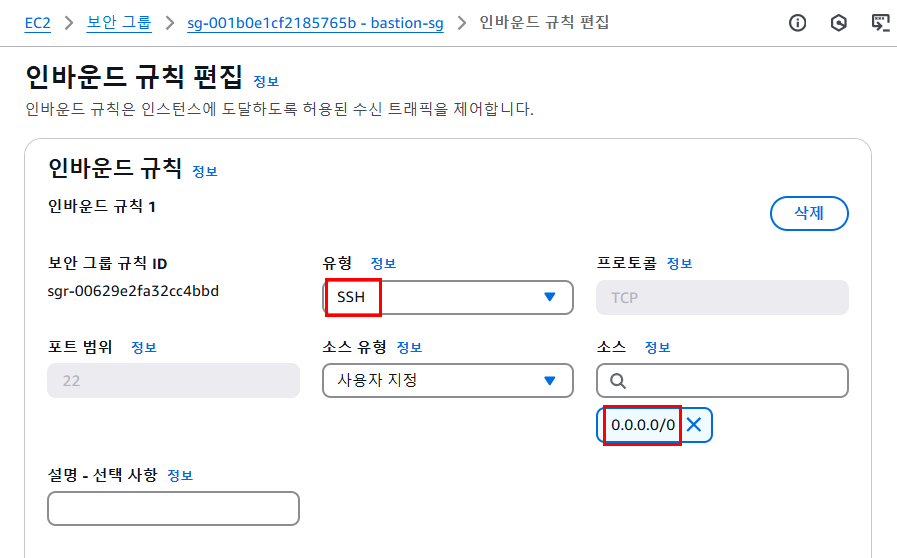 EC2 > 보안 그룹 > sg-001b0e1cf2185765b - bastion-sg > 인바운드 규칙 편집
인바운드 규칙 편집 정보
인바운드 규칙은 인스턴스에 도달하도록 허용된 수신 트래픽을 제어합니다.
인바운드 규칙 정보
인바운드 규칙 1
삭제
보안 그룹 규칙 ID
sgr-00629e2fa32cc4bbd
유형 정보
SSH
프로토콜 정보
TCP
포트 범위 정보
22
소스 유형 정보
사용자 지정
소스 정보
0.0.0.0/0
설명 - 선택 사항 정보